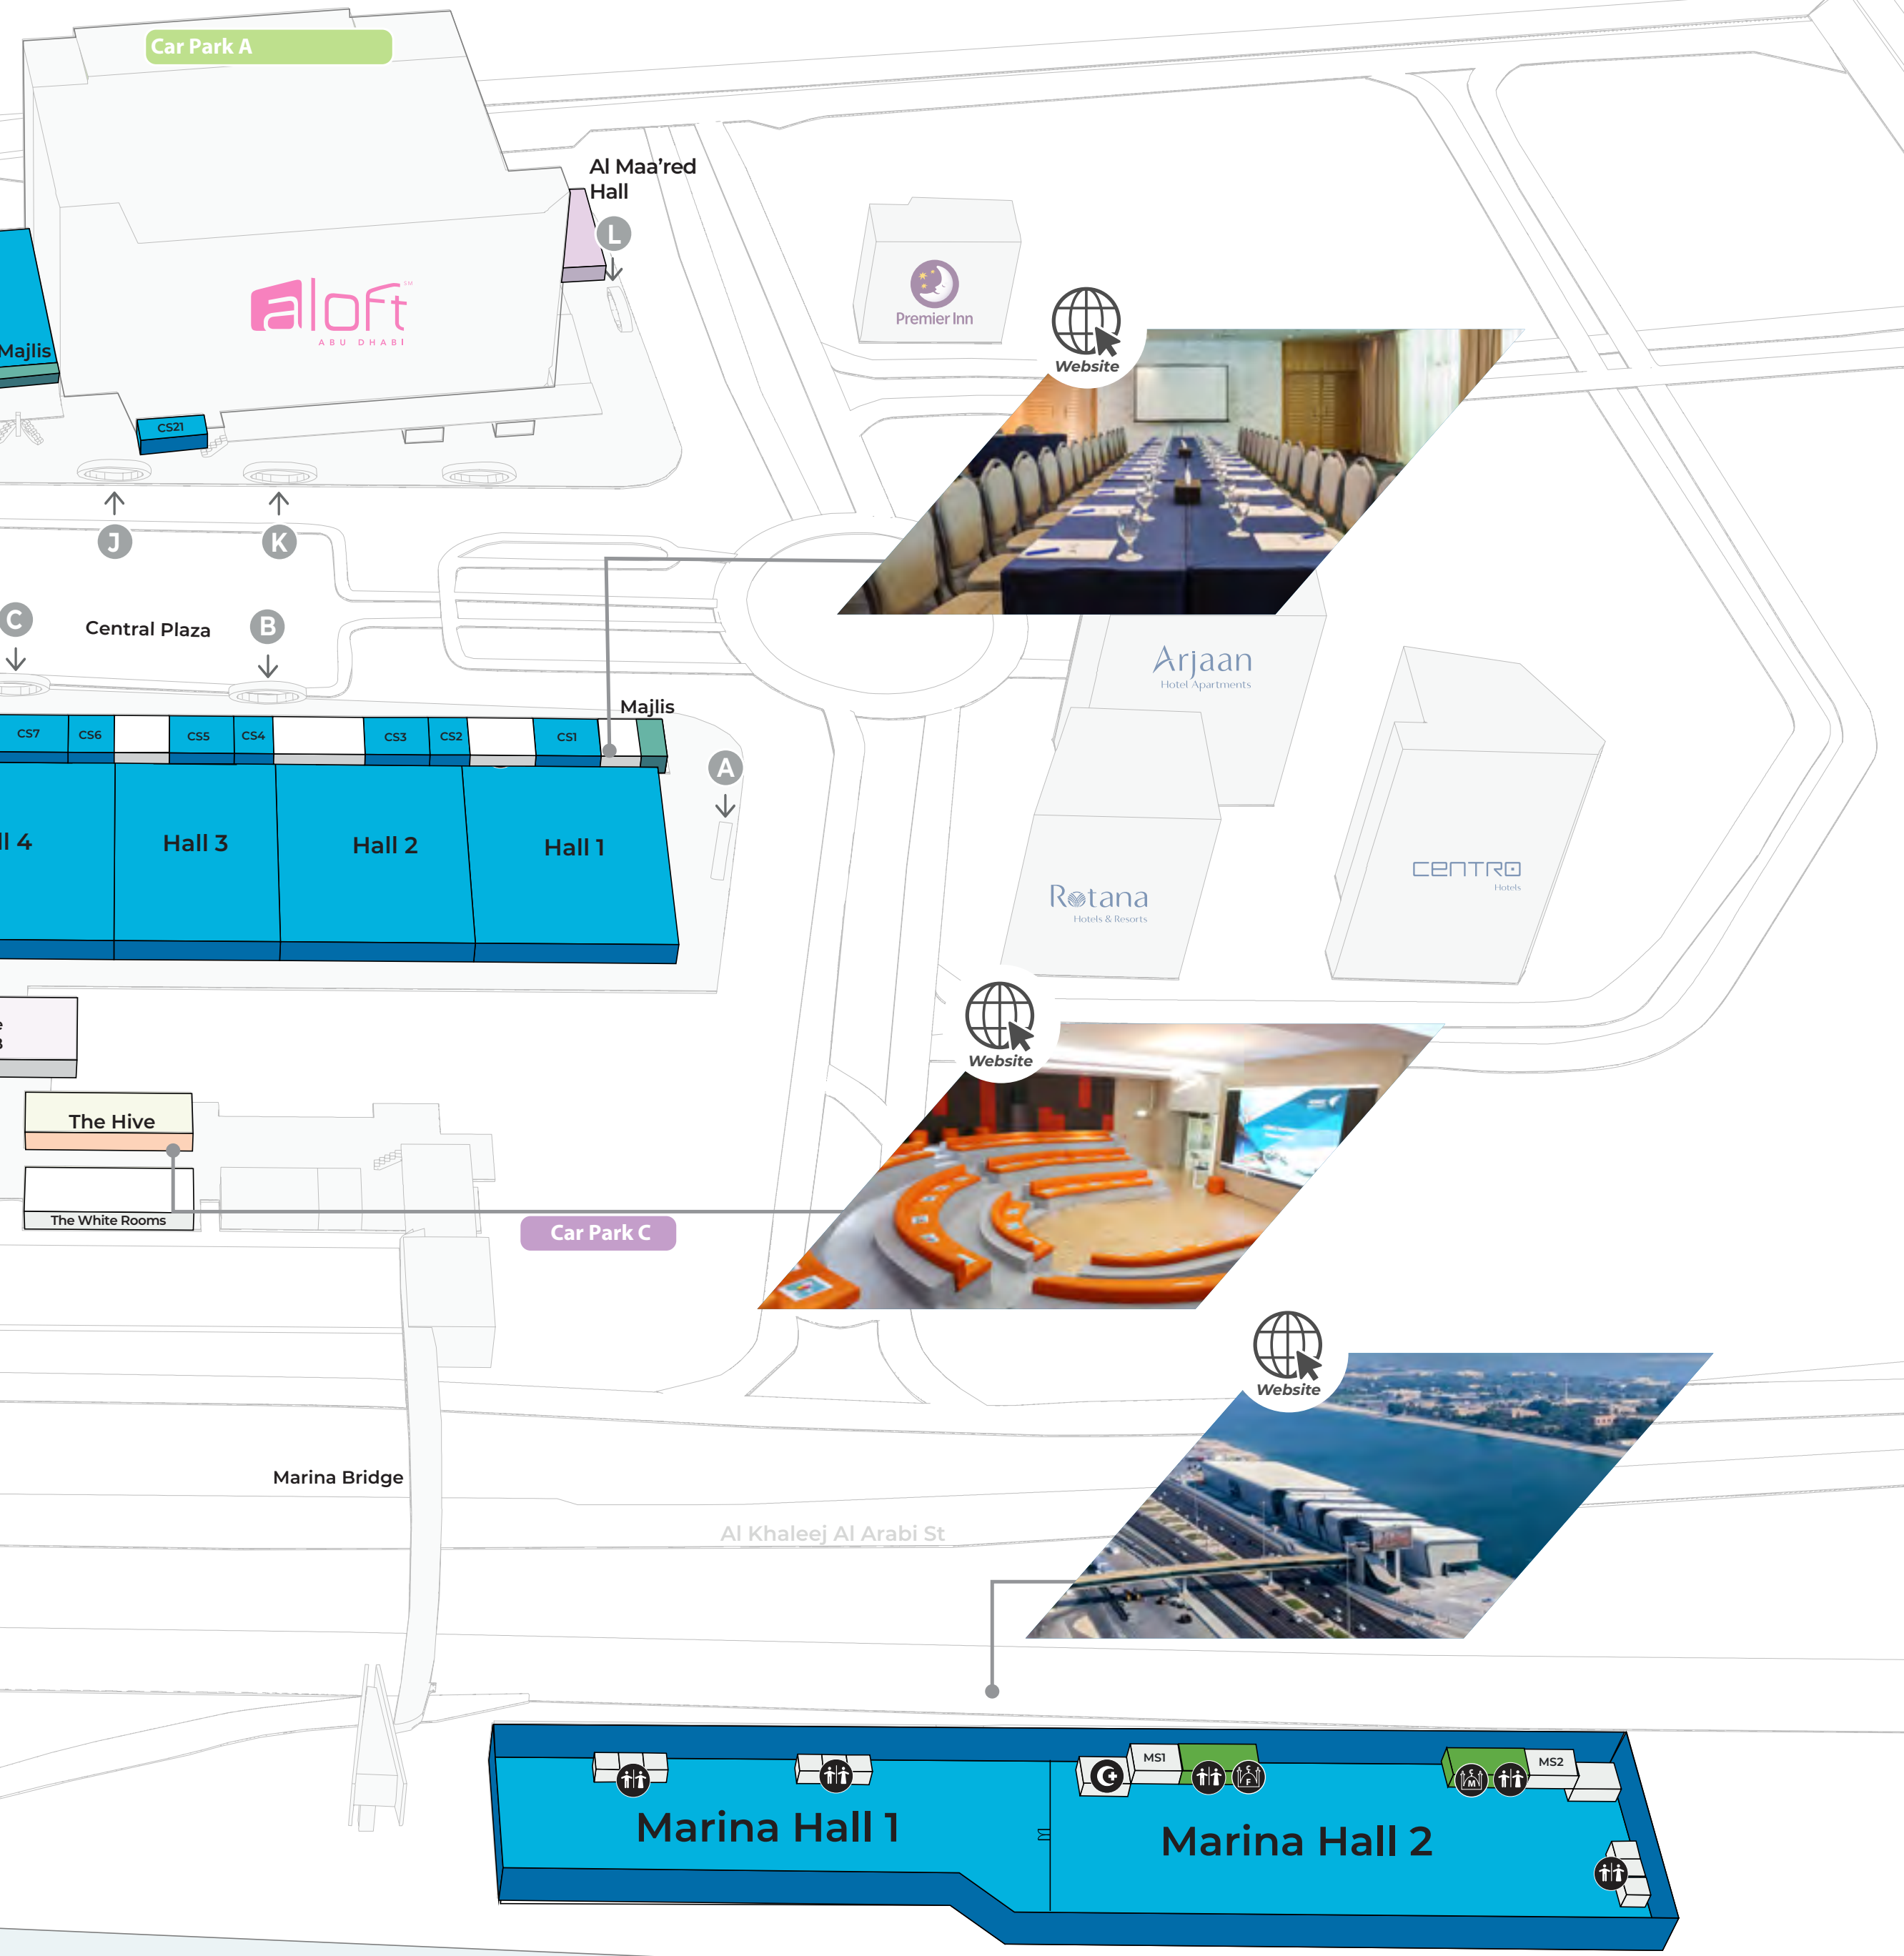 Car Park A
Al Maa'red
Hall
L
aloft
SM
ABU DHABI
Premier Inn
Website
Majlis
CS21
J
K
C
Central Plaza
B
Arjaan
Hotel Apartments
Majlis
CS7
CS6
CS5
CS4
CS3
CS2
CS1
A
ll 4
Hall 3
Hall 2
Hall 1
CENTRO
Hotels
Rotana
Hotels & Resorts
Website
The Hive
The White Rooms
Car Park C
Website
Marina Bridge
Al Khaleej Al Arabi St
MS1
F
M
MS2
Marina Hall 1
Marina Hall 2